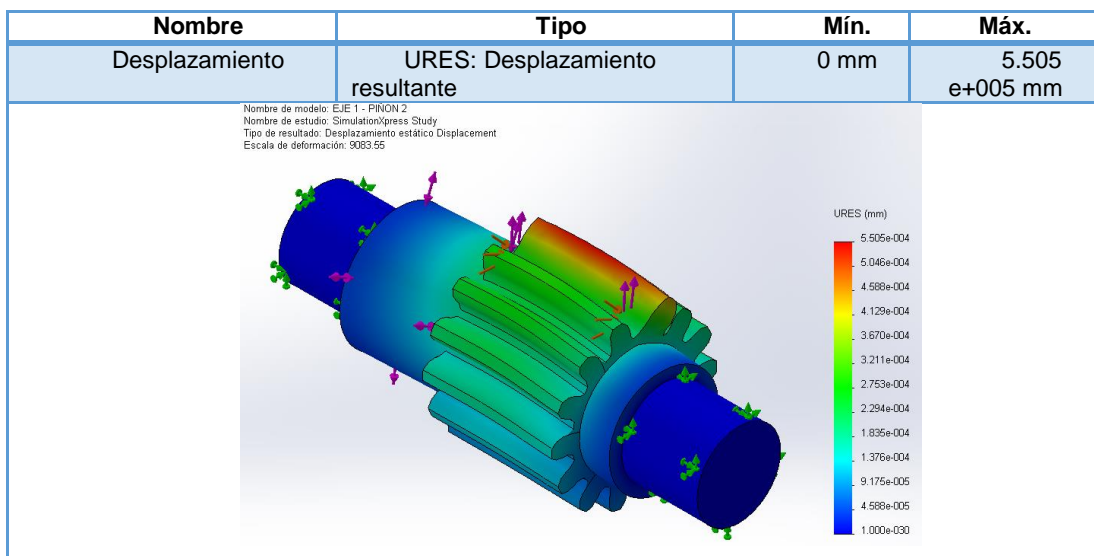 Nombre Tipo Mín. Máx.
Desplazamiento URES: Desplazamiento resultante 0 mm 5.505 e+005 mm
Nombre de modelo: EJE 1 - PIÑON 2
Nombre de estudio: SimulationXpress Study
Tipo de resultado: Desplazamiento estático Displacement
Escala de deformación: 9083.55
URES (mm)
5.505e-004
5.046e-004
4.588e-004
4.129e-004
3.670e-004
3.211e-004
2.753e-004
2.294e-004
1.835e-004
1.376e-004
9.175e-005
4.588e-005
1.000e-030